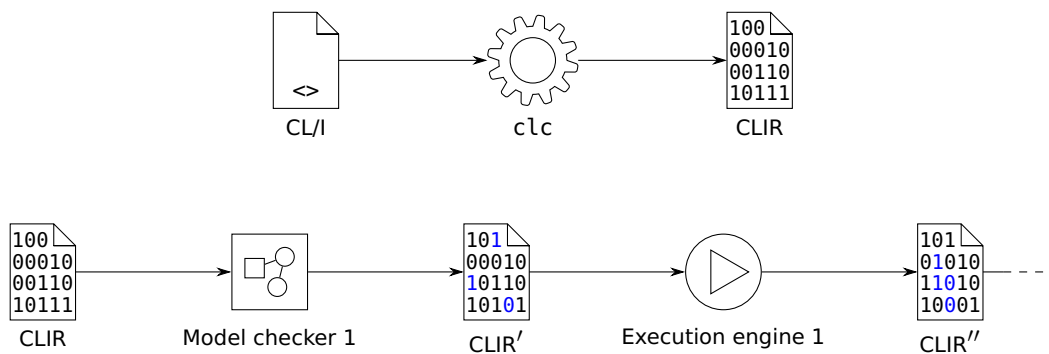 <>
100
00010
00110
10111
CL/I
clc
CLIR
100
00010
00110
10111
101
00010
10110
10101
101
01010
11010
10001
CLIR
Model checker 1
CLIR′
Execution engine 1
CLIR′′